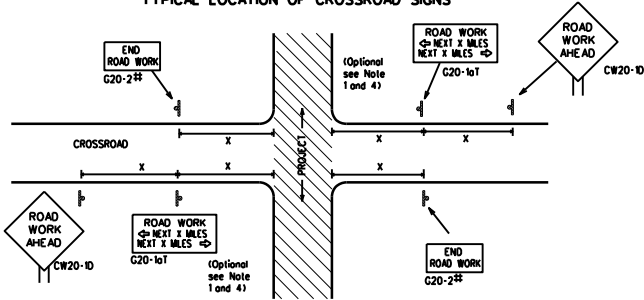 TYPICAL LOCATION OF CROSSROAD SIGNS
END
ROAD WORK
G20-2#
(Optional
see Note
1 and 4)
ROAD WORK
⇦ NEXT X MILES
NEXT X MILES ⇨
G20-1aT
ROAD
WORK
AHEAD
CW20-1D
X
X
X
CROSSROAD
PROJECT
X
X
X
ROAD
WORK
AHEAD
CW20-1D
ROAD WORK
⇦ NEXT X MILES
NEXT X MILES ⇨
G20-1aT
(Optional
see Note
1 and 4)
END
ROAD WORK
G20-2#